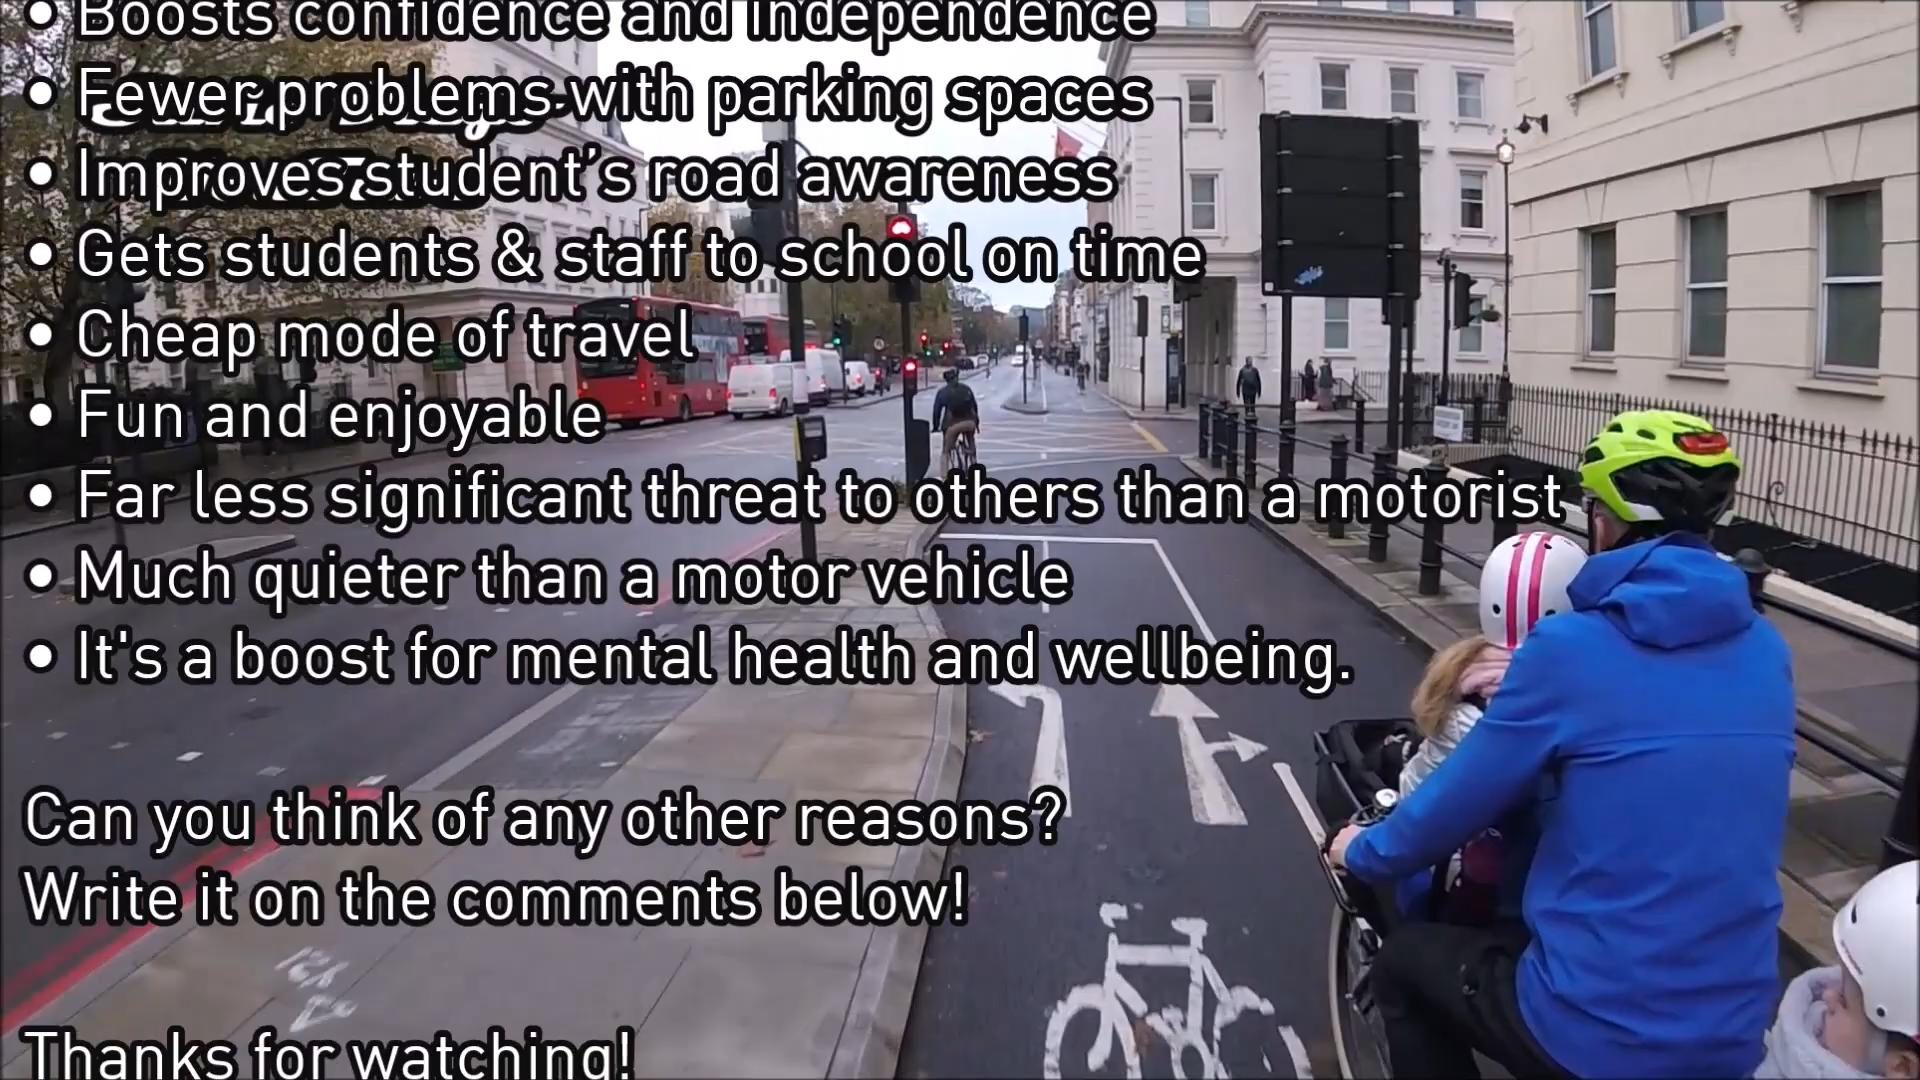 • Boosts confidence and independence
• Fewer problems with parking spaces
• Improves student’s road awareness
• Gets students & staff to school on time
• Cheap mode of travel
• Fun and enjoyable
• Far less significant threat to others than a motorist
• Much quieter than a motor vehicle
• It's a boost for mental health and wellbeing.
Can you think of any other reasons?
Write it on the comments below!
Thanks for watching!